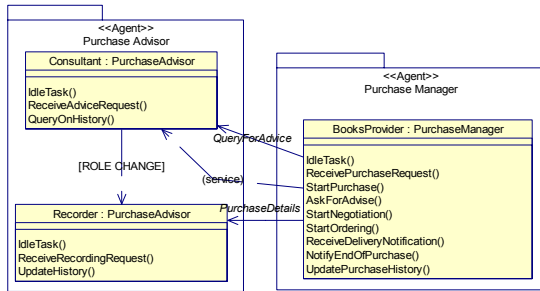 <<Agent>>
Purchase Advisor
Consultant : PurchaseAdvisor
IdleTask()
ReceiveAdviceRequest()
QueryOnHistory()
[ROLE CHANGE]
Recorder : PurchaseAdvisor
IdleTask()
ReceiveRecordingRequest()
UpdateHistory()
QueryForAdvice
(service)
PurchaseDetails
<<Agent>>
Purchase Manager
BooksProvider : PurchaseManager
IdleTask()
ReceivePurchaseRequest()
StartPurchase()
AskForAdvise()
StartNegotiation()
StartOrdering()
ReceiveDeliveryNotification()
NotifyEndOfPurchase()
UpdatePurchaseHistory()